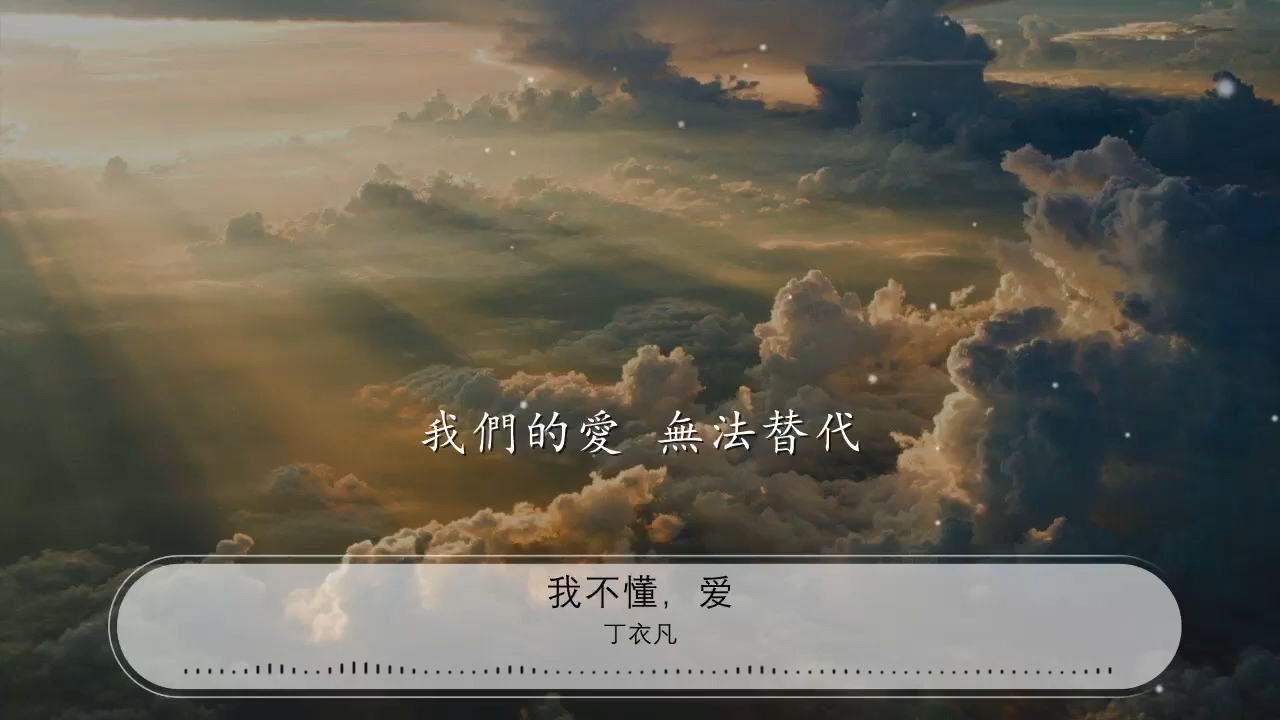 我們的愛 無法替代
我不懂，爱
丁衣凡